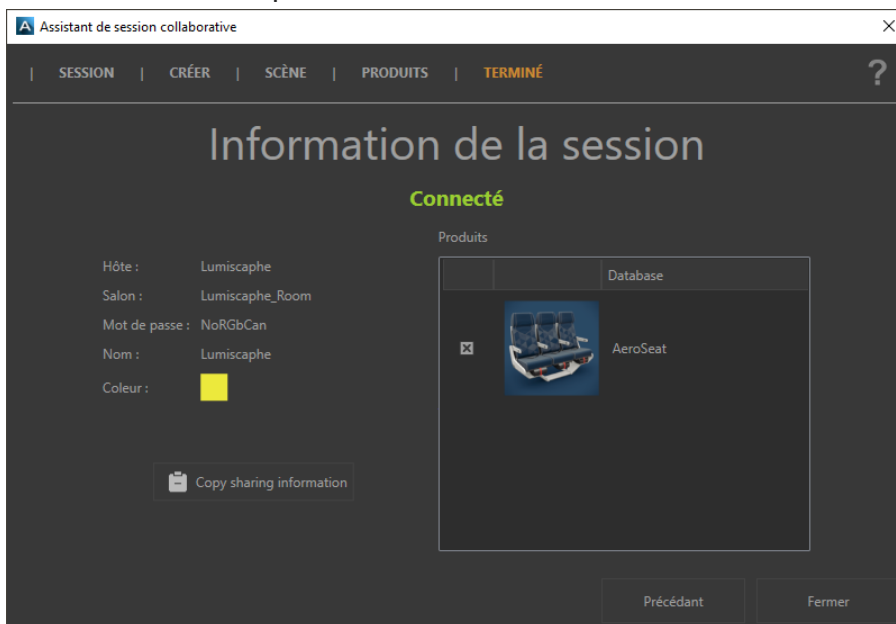 Assistant de session collaborative
| SESSION | CRÉER | SCÈNE | PRODUITS | TERMINÉ ?
Information de la session
Connecté
Hôte : Lumiscaphe
Salon : Lumiscaphe_Room
Mot de passe : NoRGbCan
Nom : Lumiscaphe
Coleur :
Copy sharing information
Produits
Database
AeroSeat
Précédant Fermer